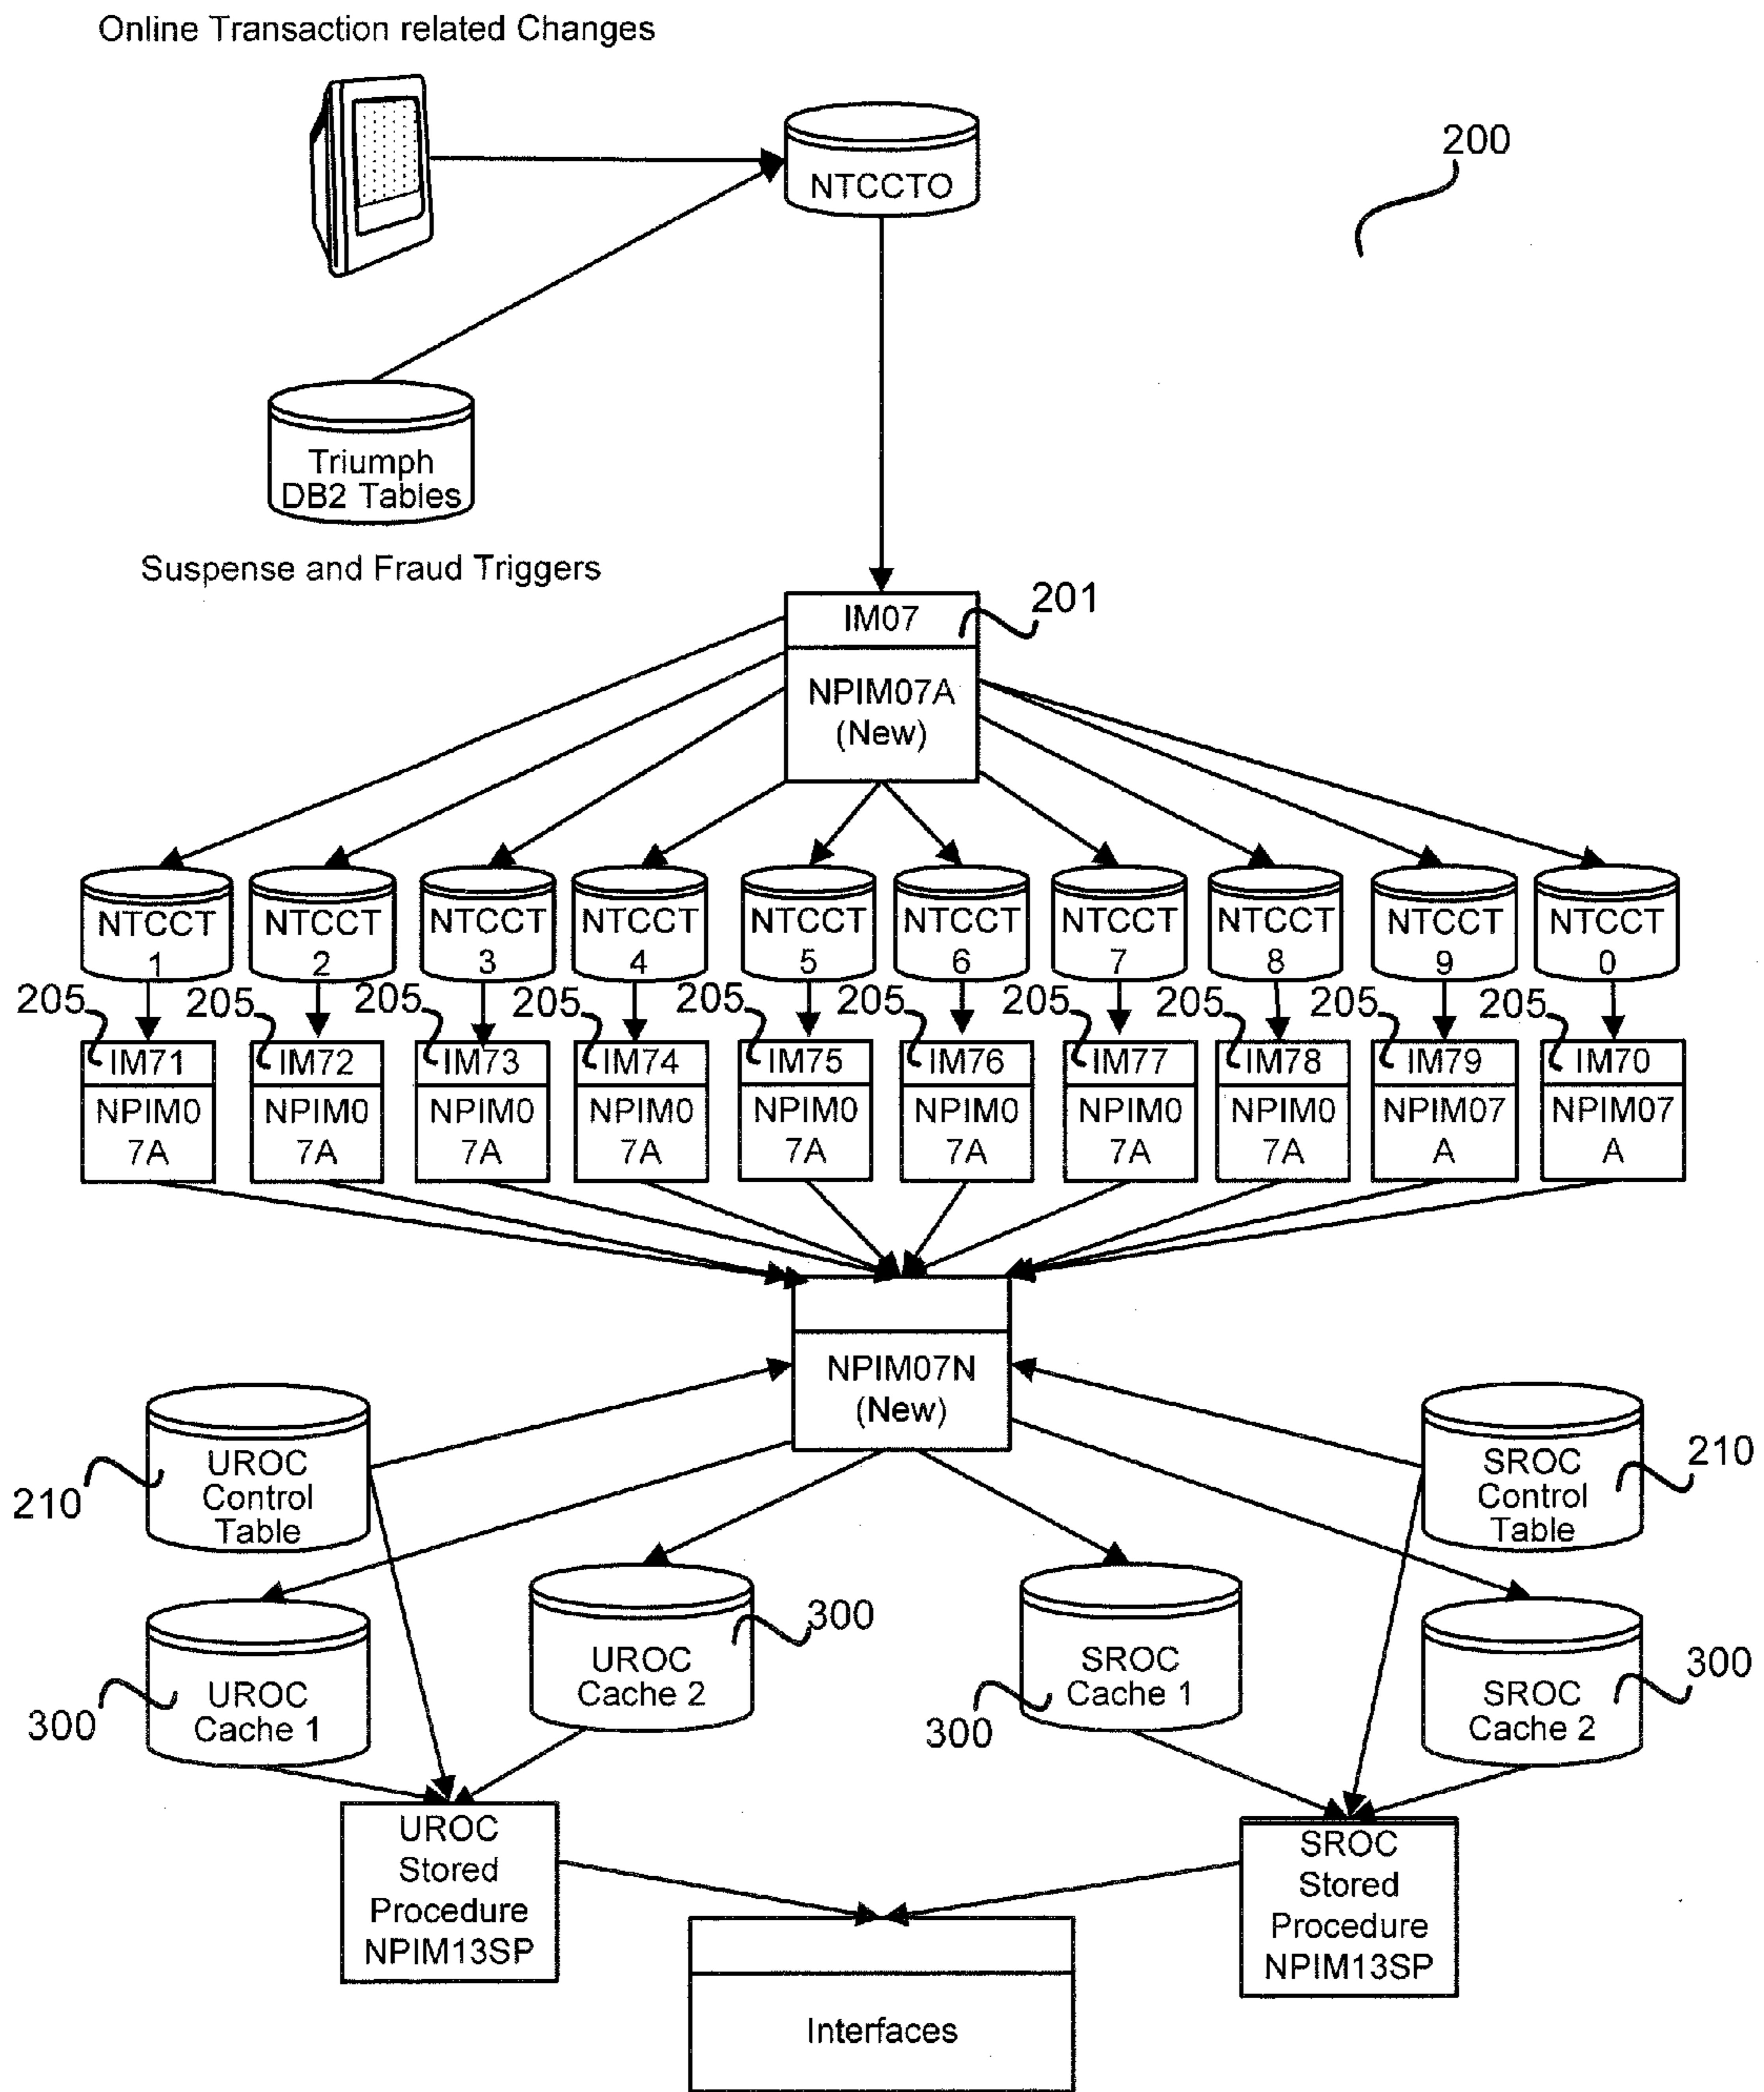 Online Transaction related Changes
NTCCTO
200
Triumph
DB2 Tables
Suspense and Fraud Triggers
IM07
201
NPIM07A
(New)
NTCCT
1
NTCCT
2
NTCCT
3
NTCCT
4
NTCCT
5
NTCCT
6
NTCCT
7
NTCCT
8
NTCCT
9
NTCCT
0
205
205
205
205
205
205
205
205
205
205
IM71
NPIM0
7A
IM72
NPIM0
7A
IM73
NPIM0
7A
IM74
NPIM0
7A
IM75
NPIM0
7A
IM76
NPIM0
7A
IM77
NPIM0
7A
IM78
NPIM0
7A
IM79
NPIM07
A
IM70
NPIM07
A
NPIM07N
(New)
210
UROC
Control
Table
SROC
Control
Table
210
300
UROC
Cache 1
UROC
Cache 2
300
300
SROC
Cache 1
SROC
Cache 2
300
UROC
Stored
Procedure
NPIM13SP
SROC
Stored
Procedure
NPIM13SP
Interfaces